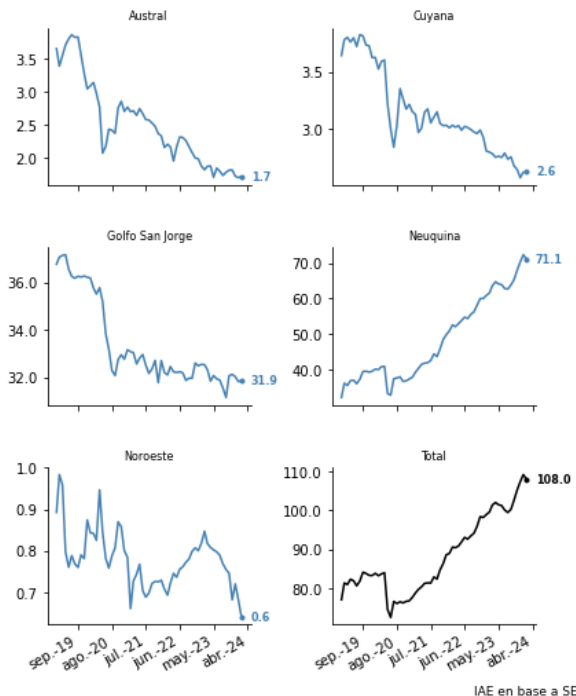 Austral
3.5
3.0
2.5
2.0
1.7
Cuyana
3.5
3.0
2.6
Golfo San Jorge
36.0
34.0
32.0
31.9
Neuquina
70.0
60.0
50.0
40.0
71.1
Noroeste
1.0
0.9
0.8
0.7
0.6
sep.-19
ago.-20
jul.-21
jun.-22
may.-23
abr.-24
Total
110.0
100.0
90.0
80.0
108.0
sep.-19
ago.-20
jul.-21
jun.-22
may.-23
abr.-24
IAE en base a SE